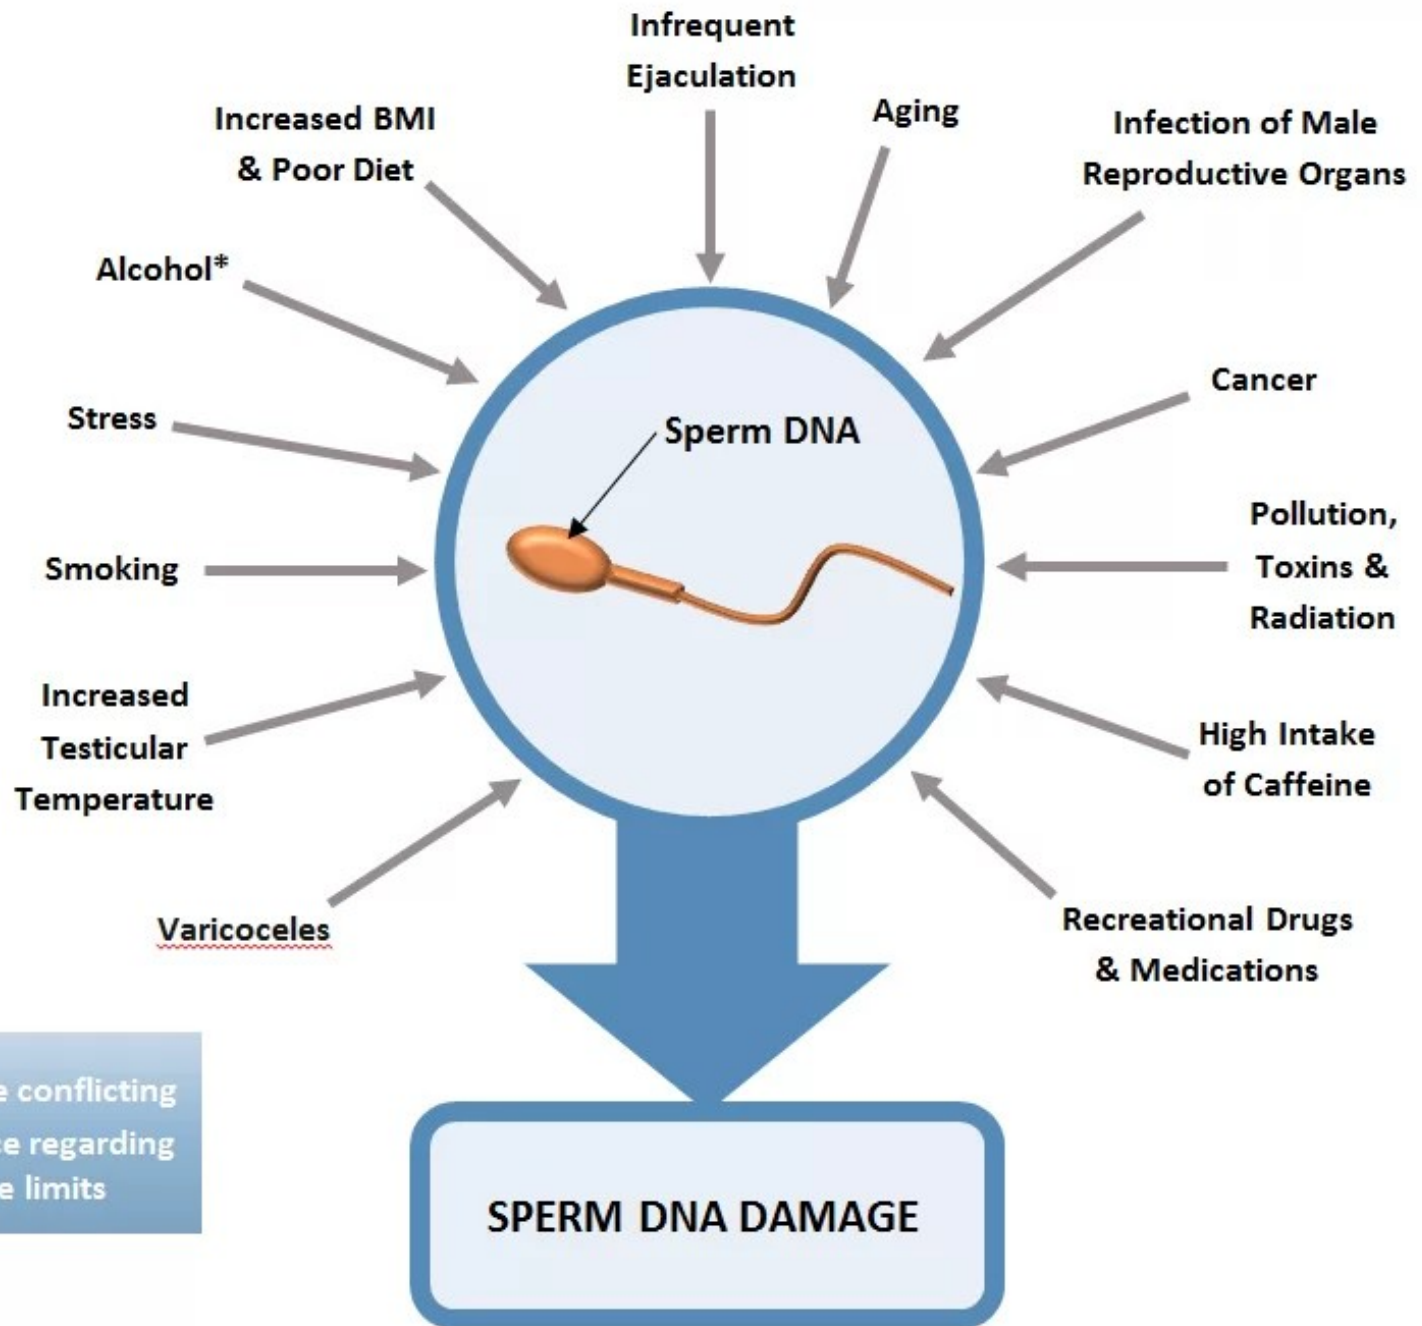 Infrequent
Ejaculation
Aging
Increased BMI
& Poor Diet
Infection of Male
Reproductive Organs
Alcohol*
Cancer
Stress
Sperm DNA
Pollution,
Toxins &
Radiation
Smoking
Increased
Testicular
Temperature
High Intake
of Caffeine
Varicoceles
Recreational Drugs
& Medications
conflicting
regarding
limits
SPERM DNA DAMAGE